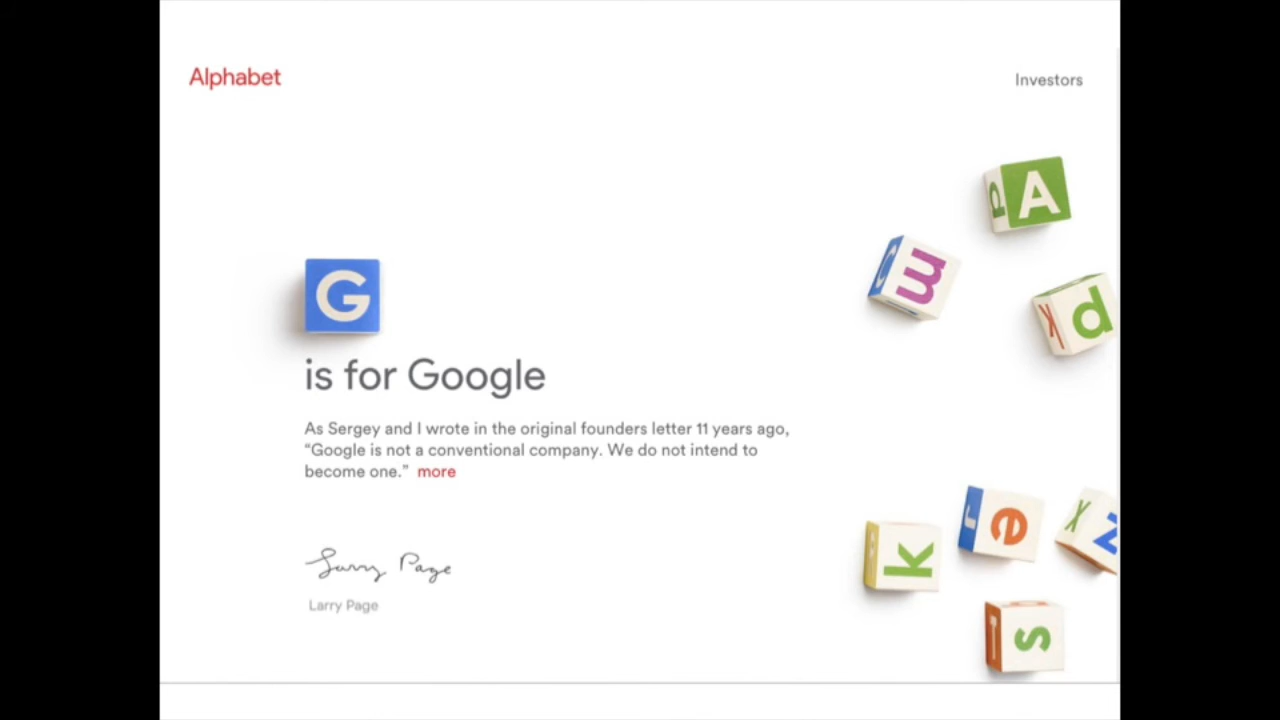 Alphabet
Investors
A
m
d
G
is for Google
As Sergey and I wrote in the original founders letter 11 years ago,
“Google is not a conventional company. We do not intend to
become one.” more
r
e
x
z
k
Larry Page
Larry Page
s